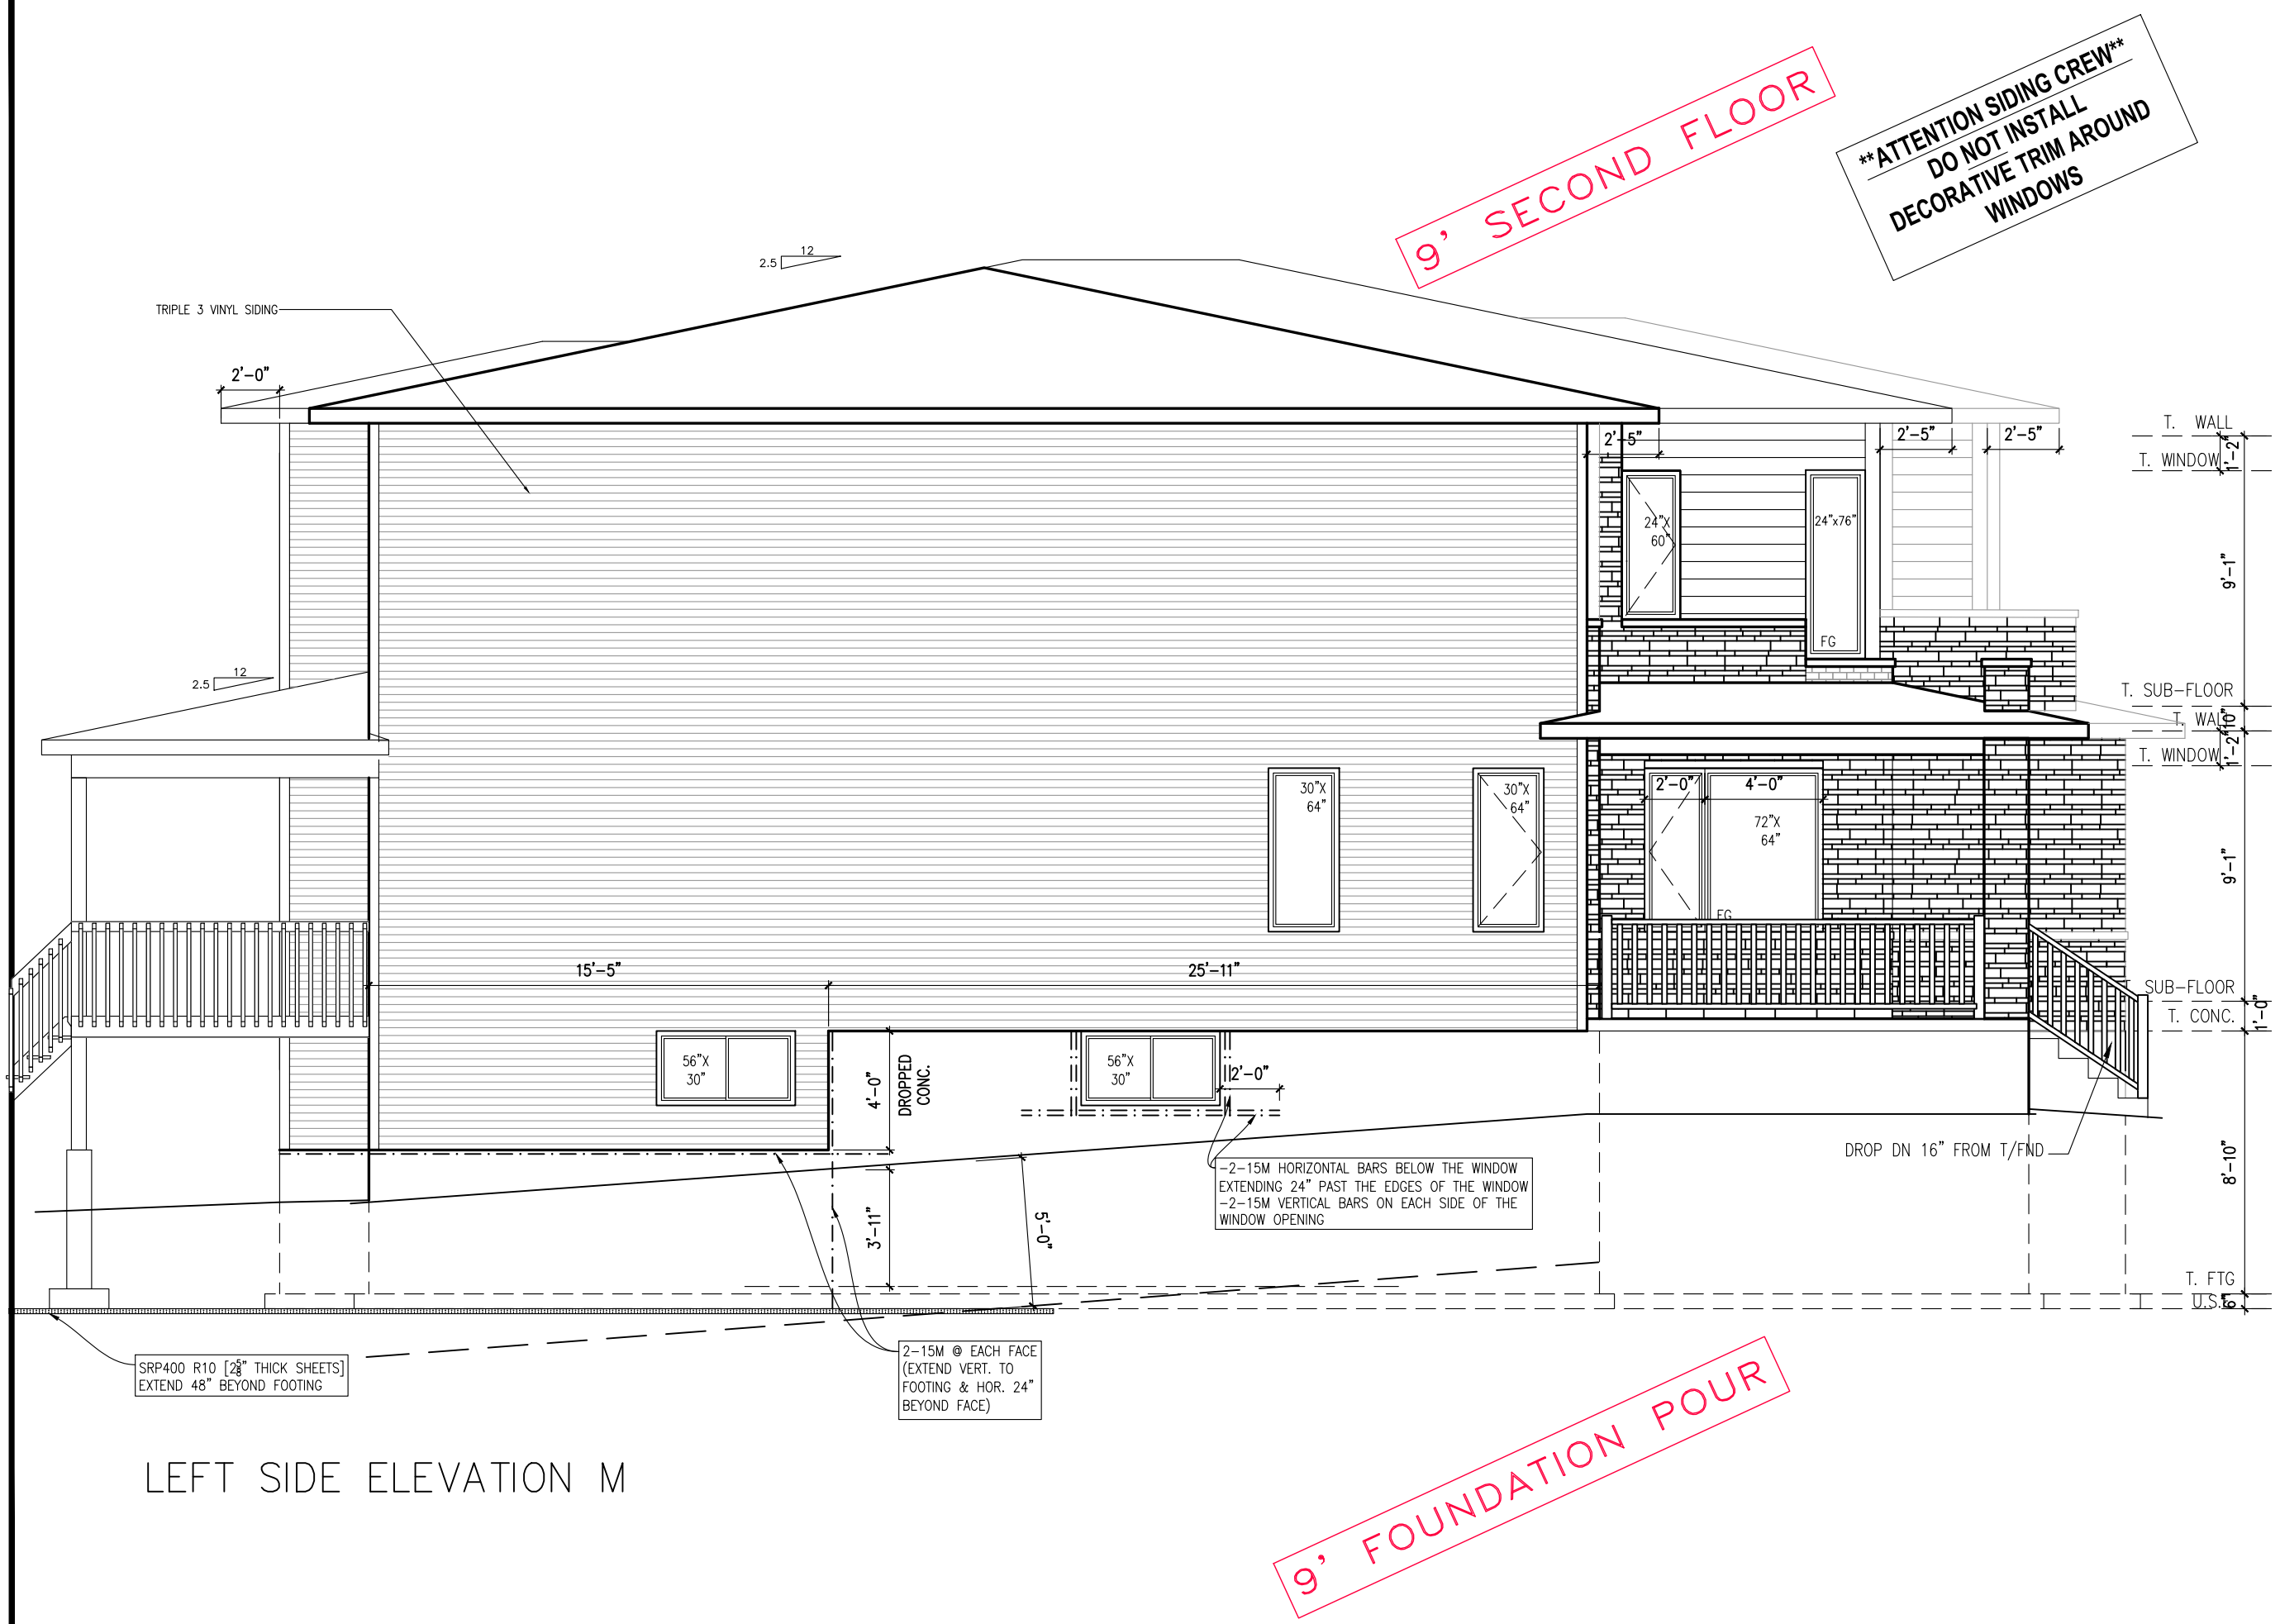 **ATTENTION SIDING CREW**
DO NOT INSTALL
DECORATIVE TRIM AROUND
WINDOWS
9' SECOND FLOOR
12
2.5
TRIPLE 3 VINYL SIDING
2'-0"
2'-5"
2'-5"
2'-5"
T. WALL
1'-2"
T. WINDOW
24"X
60"
24"x76"
FG
9'-1"
12
2.5
T. SUB-FLOOR
10"
T. WALL
1'-2"
T. WINDOW
30"X
64"
30"X
64"
2'-0"
4'-0"
72"X
64"
FG
9'-1"
15'-5"
25'-11"
SUB-FLOOR
T. CONC.
1'-0"
56"X
30"
4'-0"
DROPPED
CONC.
56"X
30"
2'-0"
-2-15M HORIZONTAL BARS BELOW THE WINDOW
EXTENDING 24" PAST THE EDGES OF THE WINDOW
-2-15M VERTICAL BARS ON EACH SIDE OF THE
WINDOW OPENING
DROP DN 16" FROM T/FND
8'-10"
3'-11"
5'-0"
T. FTG
U.S.F
6"
SRP400 R10 [2 5/8" THICK SHEETS]
EXTEND 48" BEYOND FOOTING
2-15M @ EACH FACE
(EXTEND VERT. TO
FOOTING & HOR. 24"
BEYOND FACE)
LEFT SIDE ELEVATION M
9' FOUNDATION POUR